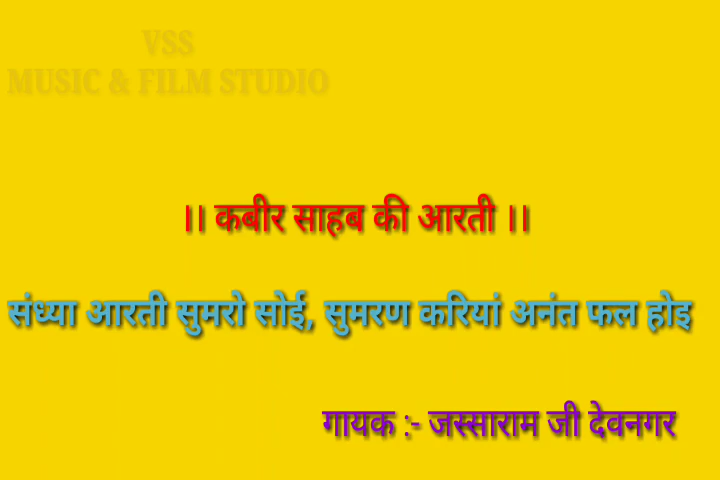 VSS
MUSIC & FILM STUDIO
।। कबीर साहब की आरती ।।
संध्या आरती सुमरो सोई, सुमरण करियां अनंत फल होइ
गायक :- जस्साराम जी देवनगर